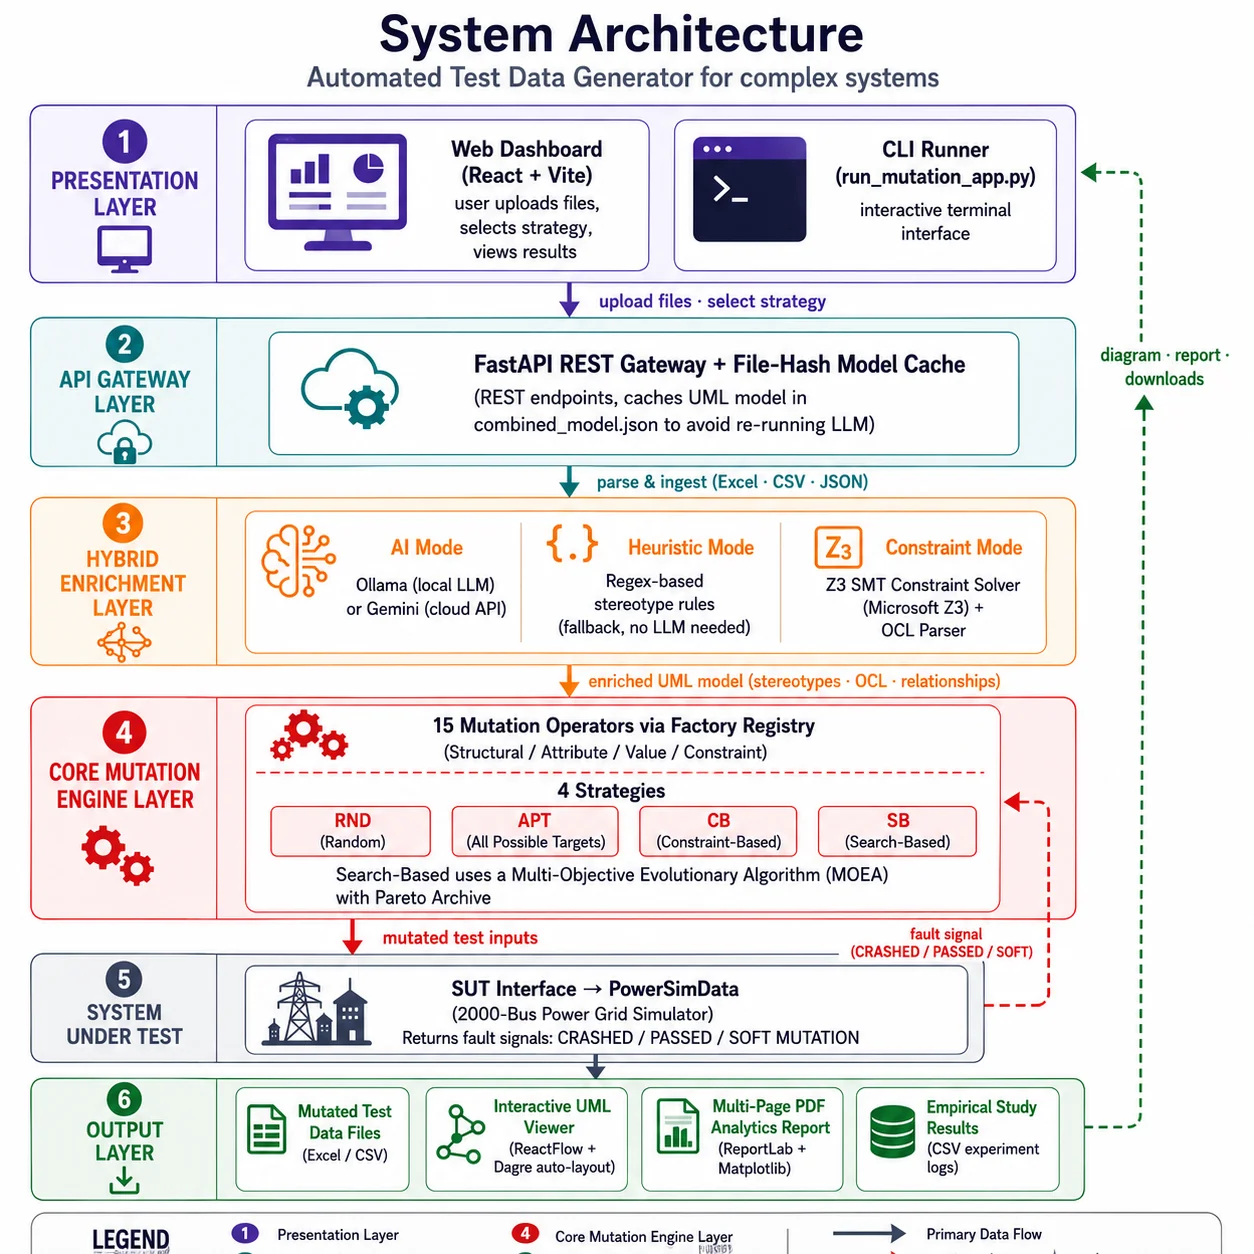 System Architecture
Automated Test Data Generator for complex systems
1
PRESENTATION
LAYER
Web Dashboard
(React + Vite)
user uploads files,
selects strategy,
views results
CLI Runner
(run_mutation_app.py)
interactive terminal
interface
upload files · select strategy
2
API GATEWAY
LAYER
FastAPI REST Gateway + File-Hash Model Cache
(REST endpoints, caches UML model in
combined_model.json to avoid re-running LLM)
diagram · report ·
downloads
parse & ingest (Excel · CSV · JSON)
3
HYBRID
ENRICHMENT
LAYER
AI Mode
Ollama (local LLM)
or Gemini (cloud API)
{.}
Heuristic Mode
Regex-based
stereotype rules
(fallback, no LLM needed)
Z3
Constraint Mode
Z3 SMT Constraint Solver
(Microsoft Z3) +
OCL Parser
enriched UML model (stereotypes · OCL · relationships)
4
CORE MUTATION
ENGINE LAYER
15 Mutation Operators via Factory Registry
(Structural / Attribute / Value / Constraint)
4 Strategies
RND
(Random)
APT
(All Possible Targets)
CB
(Constraint-Based)
SB
(Search-Based)
Search-Based uses a Multi-Objective Evolutionary Algorithm (MOEA)
with Pareto Archive
mutated test inputs
fault signal
(CRASHED / PASSED / SOFT)
5
SYSTEM
UNDER TEST
SUT Interface → PowerSimData
(2000-Bus Power Grid Simulator)
Returns fault signals: CRASHED / PASSED / SOFT MUTATION
6
OUTPUT
LAYER
Mutated Test
Data Files
(Excel / CSV)
Interactive UML
Viewer
(ReactFlow +
Dagre auto-layout)
Multi-Page PDF
Analytics Report
(ReportLab +
Matplotlib)
Empirical Study
Results
(CSV experiment
logs)
LEGEND
1 Presentation Layer
4 Core Mutation Engine Layer
Primary Data Flow